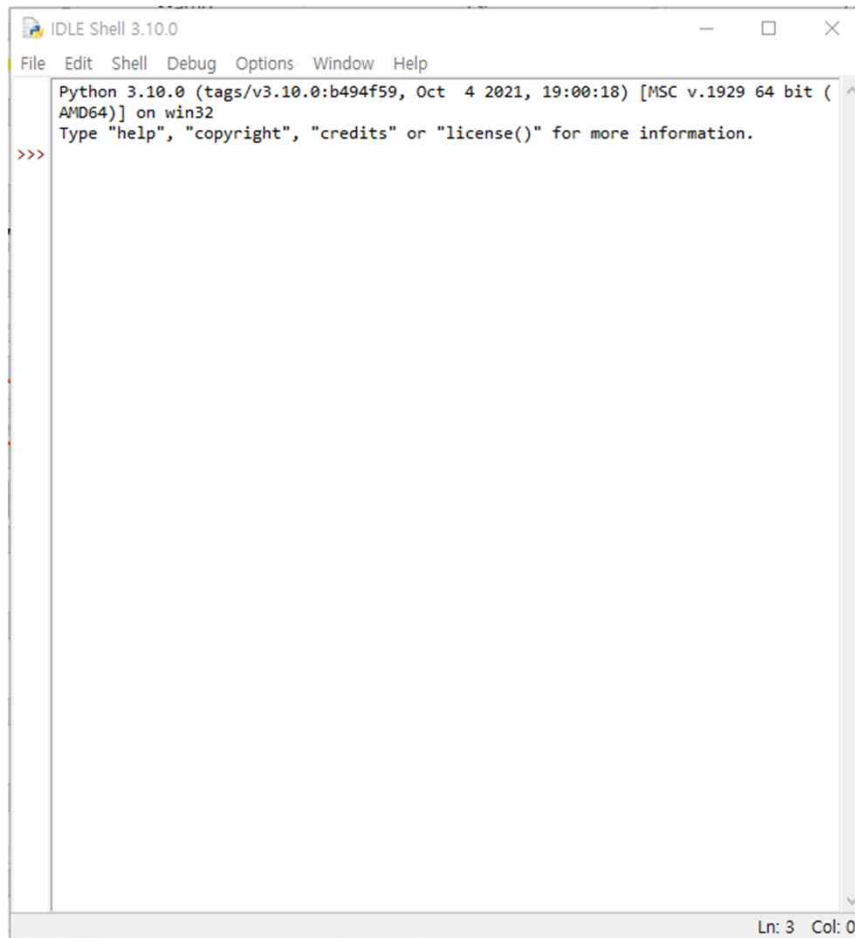 IDLE Shell 3.10.0
File Edit Shell Debug Options Window Help
Python 3.10.0 (tags/v3.10.0:b494f59, Oct  4 2021, 19:00:18) [MSC v.1929 64 bit (
AMD64)] on win32
Type "help", "copyright", "credits" or "license()" for more information.
>>>
Ln: 3 Col: 0